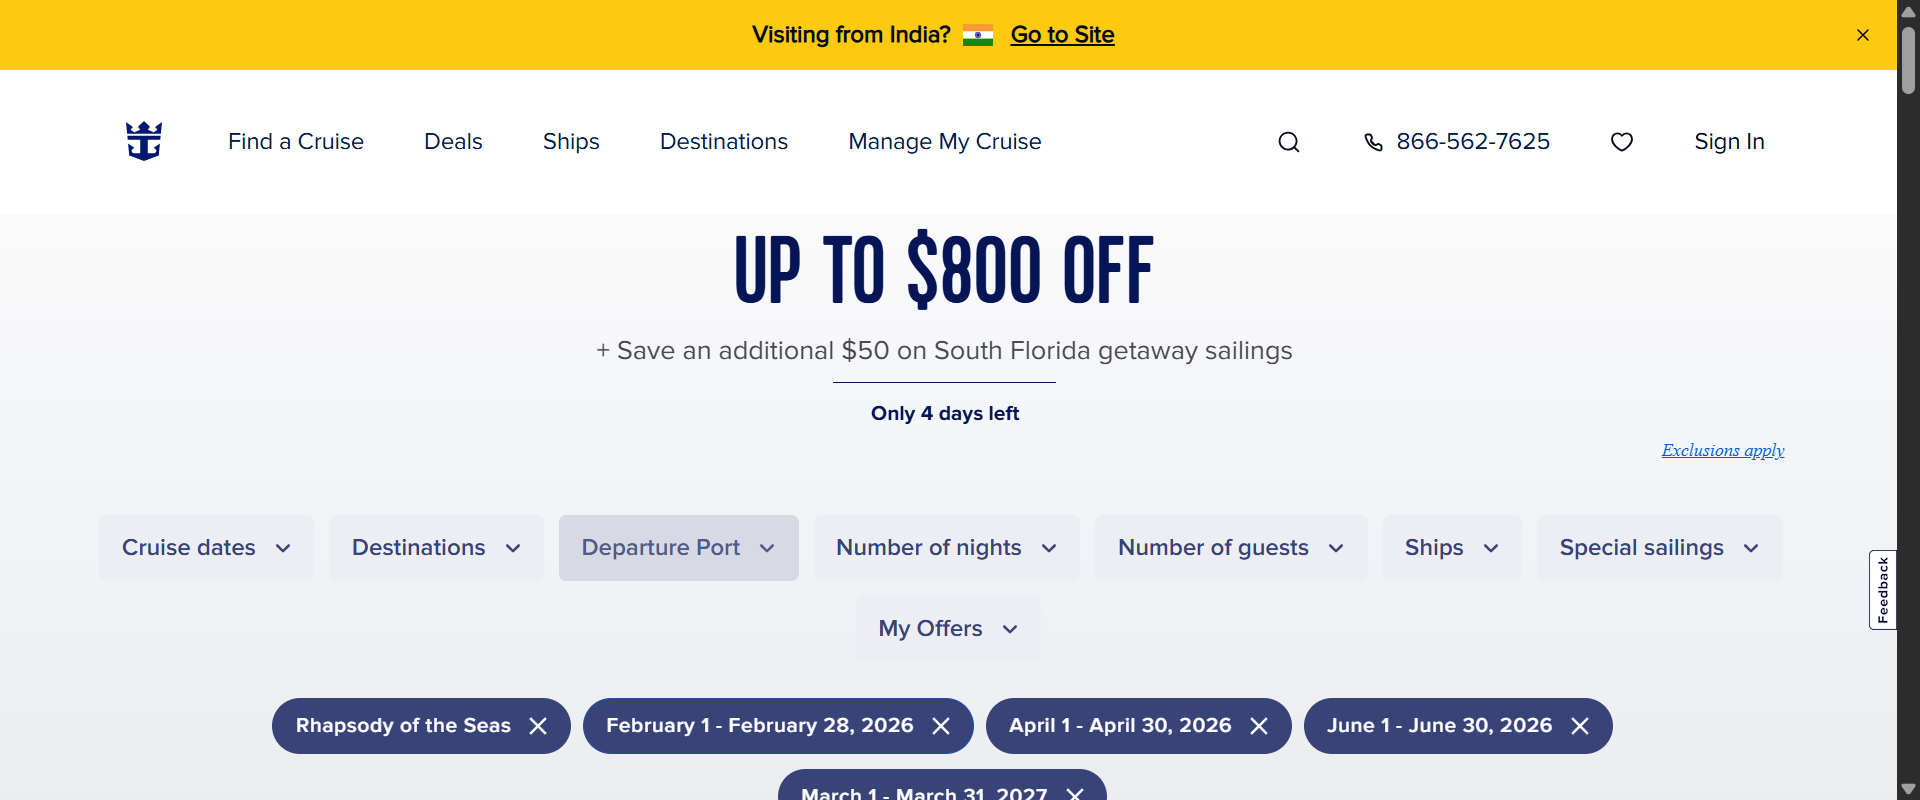 Visiting from India? Go to Site
Find a Cruise Deals Ships Destinations Manage My Cruise 866-562-7625 Sign In
UP TO $800 OFF
+ Save an additional $50 on South Florida getaway sailings
Only 4 days left
Exclusions apply
Cruise dates Destinations Departure Port Number of nights Number of guests Ships Special sailings
Feedback
My Offers
Rhapsody of the Seas February 1 - February 28, 2026 April 1 - April 30, 2026 June 1 - June 30, 2026
March 1 - March 31, 2027